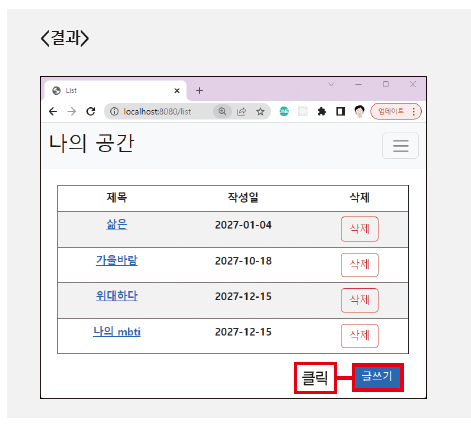 <결과>
List
localhost:8080/list
업데이트
나의 공간
제목 작성일 삭제
삶은 2027-01-04 삭제
가을바람 2027-10-18 삭제
위대하다 2027-12-15 삭제
나의 mbti 2027-12-15 삭제
클릭 글쓰기